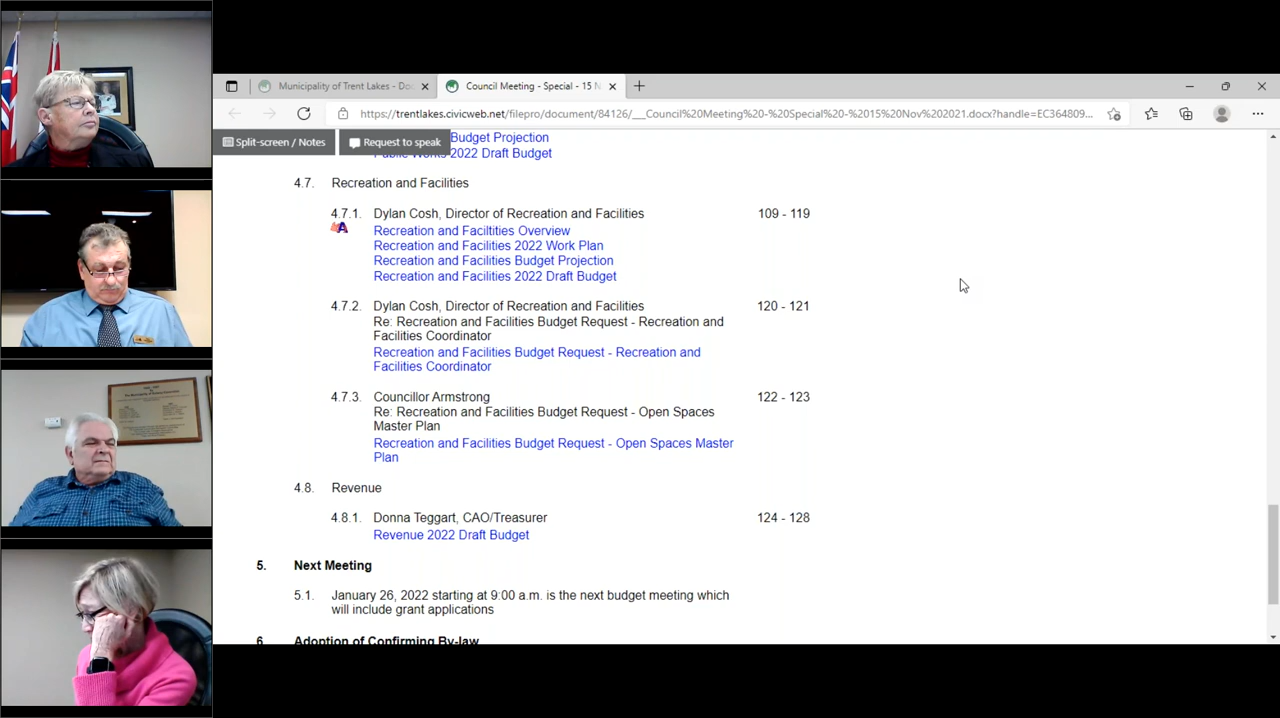 Municipality of Trent Lakes - Doc
Council Meeting - Special - 15 N
https://trentlakes.civicweb.net/filepro/document/84126/__Council%20Meeting%20-%20Special%20-%2015%20Nov%202021.docx?handle=EC364809...
Split-screen / Notes
Request to speak
Budget Projection
Public Works 2022 Draft Budget
4.7. Recreation and Facilities
4.7.1. Dylan Cosh, Director of Recreation and Facilities 109 - 119
Recreation and Faciltities Overview
Recreation and Facilities 2022 Work Plan
Recreation and Facilities Budget Projection
Recreation and Facilities 2022 Draft Budget
4.7.2. Dylan Cosh, Director of Recreation and Facilities 120 - 121
Re: Recreation and Facilities Budget Request - Recreation and
Facilities Coordinator
Recreation and Facilities Budget Request - Recreation and
Facilities Coordinator
4.7.3. Councillor Armstrong 122 - 123
Re: Recreation and Facilities Budget Request - Open Spaces
Master Plan
Recreation and Facilities Budget Request - Open Spaces Master
Plan
4.8. Revenue
4.8.1. Donna Teggart, CAO/Treasurer 124 - 128
Revenue 2022 Draft Budget
5. Next Meeting
5.1. January 26, 2022 starting at 9:00 a.m. is the next budget meeting which
will include grant applications
6. Adoption of Confirming By-law